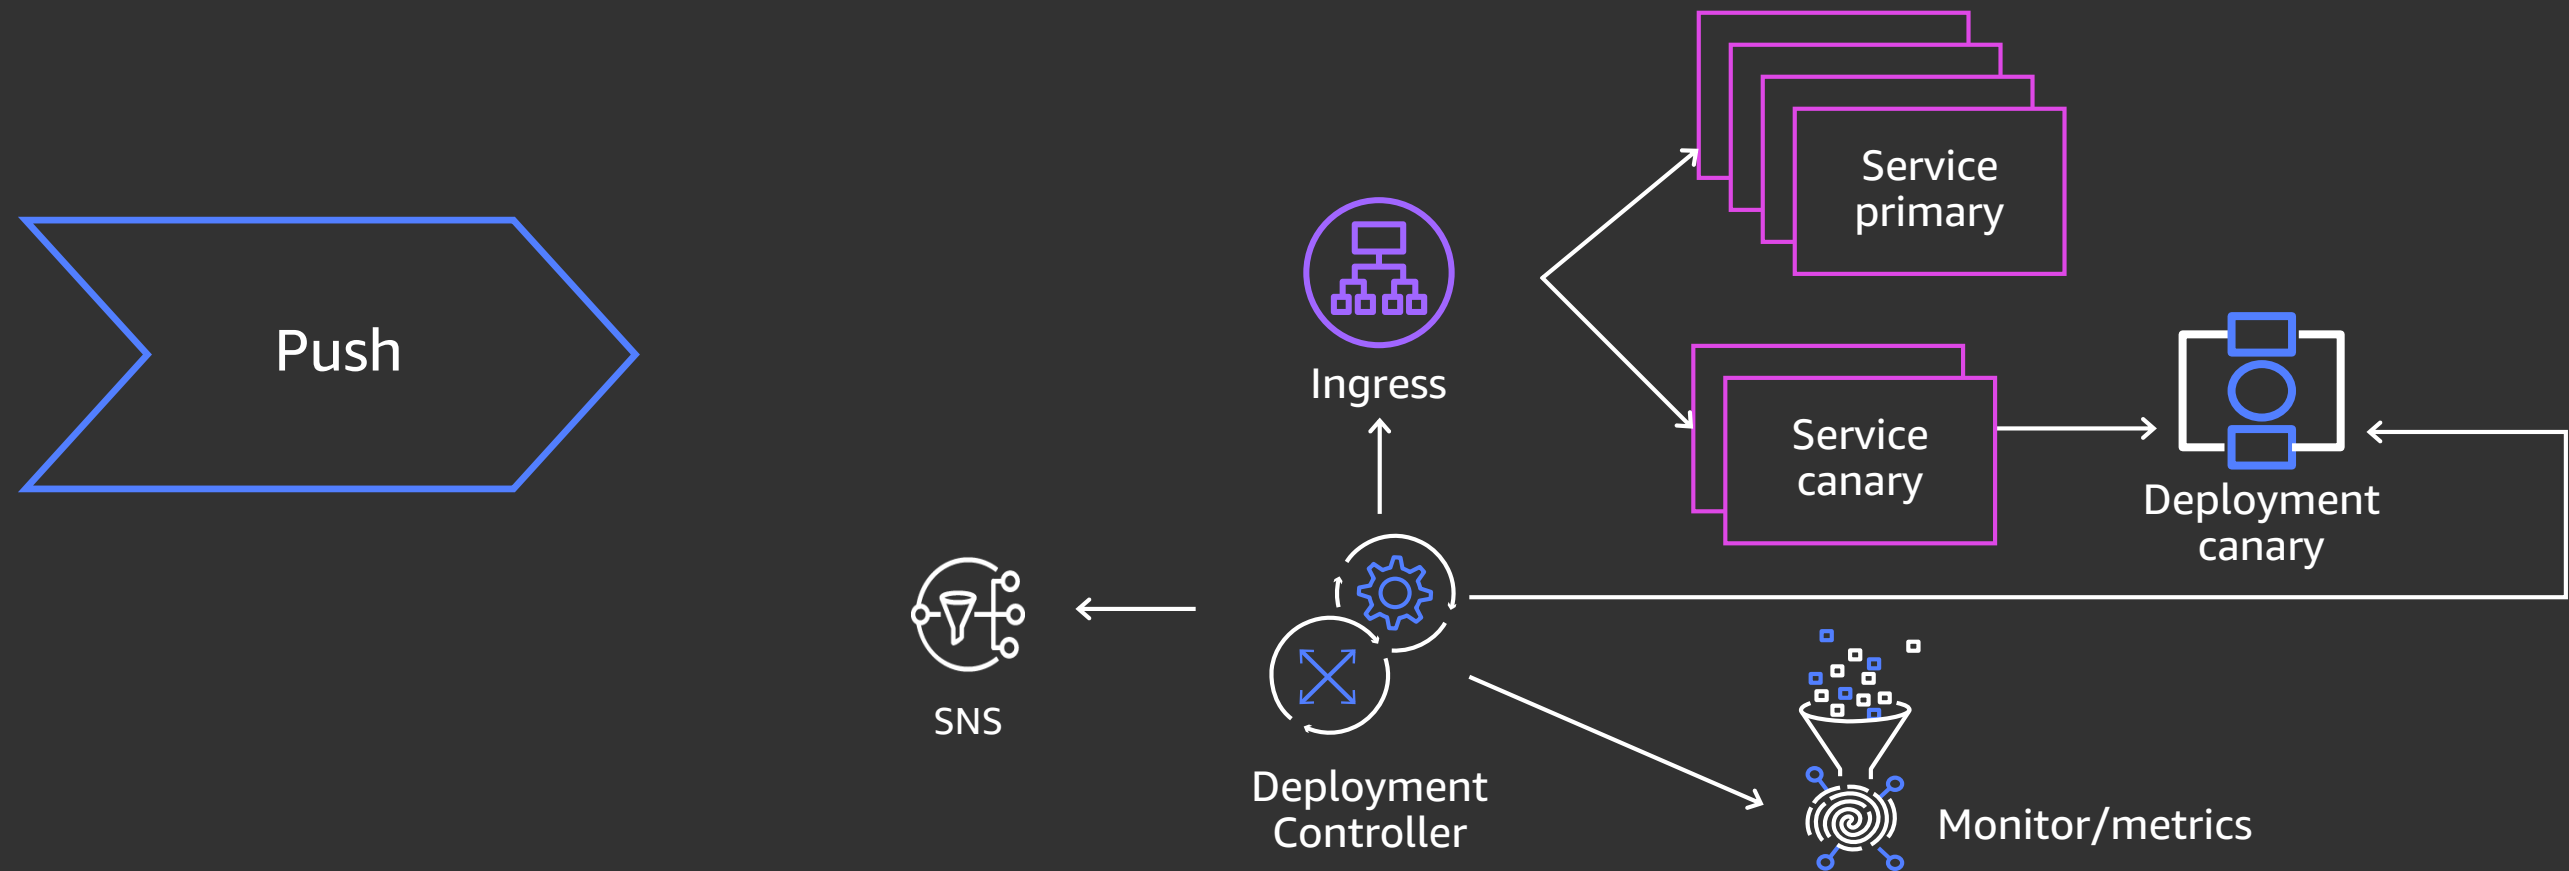 Push
Ingress
Service
primary
Service
canary
Deployment
canary
SNS
Deployment
Controller
Monitor/metrics